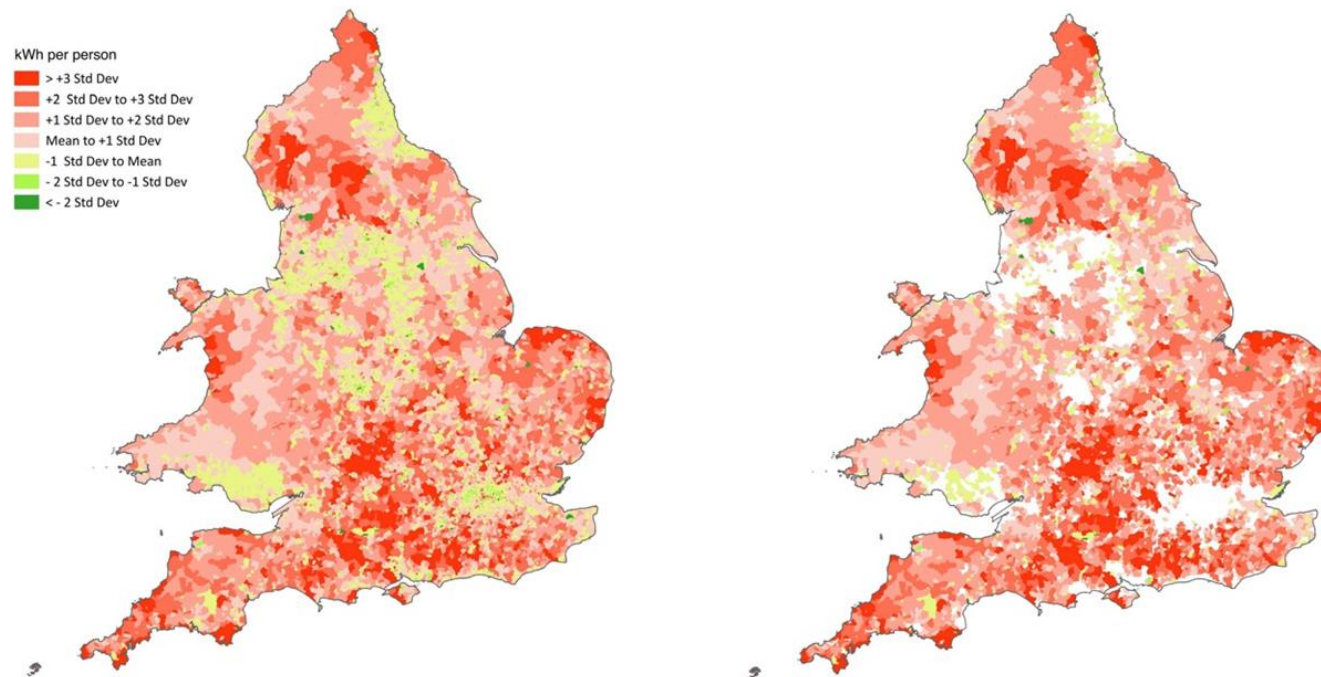 kWh per person
> +3 Std Dev
+2 Std Dev to +3 Std Dev
+1 Std Dev to +2 Std Dev
Mean to +1 Std Dev
-1 Std Dev to Mean
- 2 Std Dev to -1 Std Dev
< - 2 Std Dev